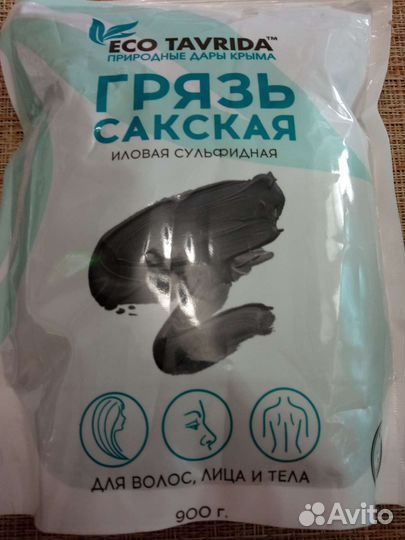 ECO TAVRIDA™
ПРИРОДНЫЕ ДАРЫ КРЫМА
ГРЯЗЬ
САКСКАЯ
ИЛОВАЯ СУЛЬФИДНАЯ
ДЛЯ ВОЛОС, ЛИЦА И ТЕЛА
900 г.
Avito